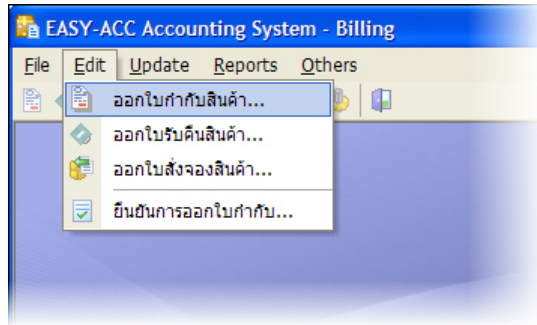 EASY-ACC Accounting System - Billing
File Edit Update Reports Others
ออกใบกำกับสินค้า...
ออกใบรับคืนสินค้า...
ออกใบสั่งจองสินค้า...
ยืนยันการออกใบกำกับ...